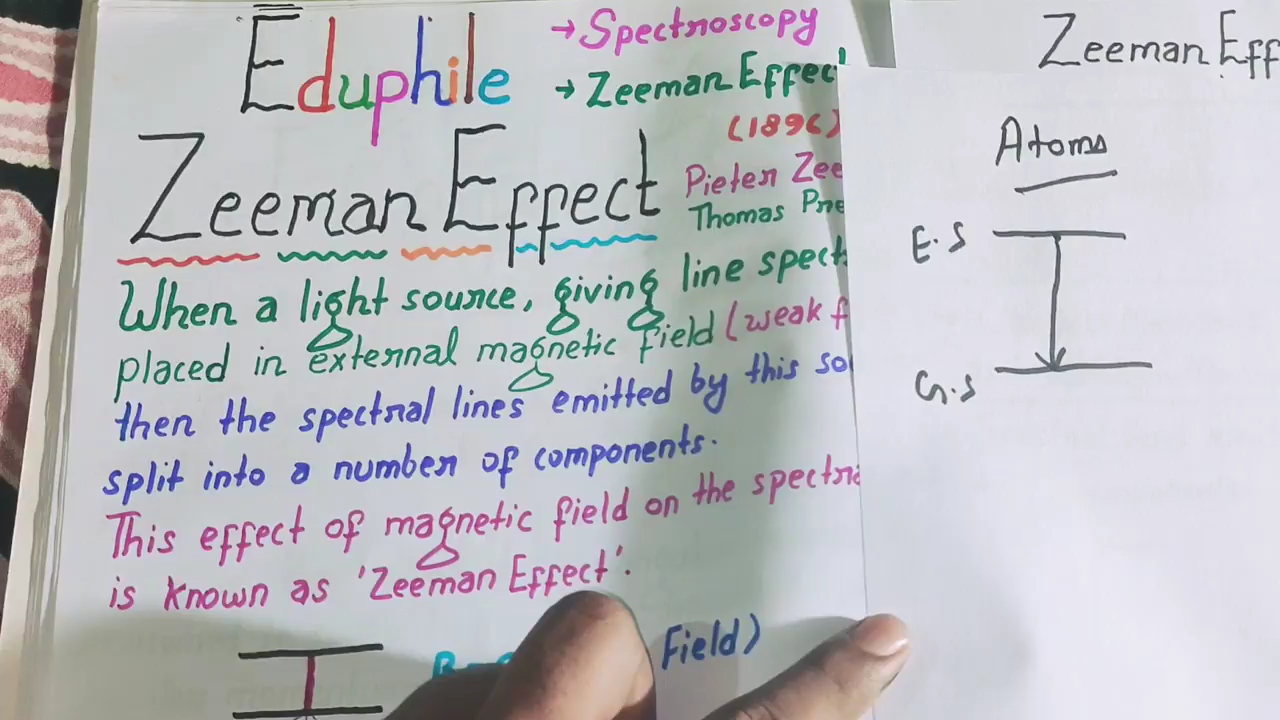 Eduphile
→ Spectroscopy
→ Zeeman Effect
(1896)
Zeeman Effect
Pieter Zee
Thomas Pre
When a light source, giving line spect
placed in external magnetic field (weak f
then the spectral lines emitted by this so
split into a number of components.
This effect of magnetic field on the spectra
is known as 'Zeeman Effect'.
Field)
Zeeman Eff
Atoms
E.S
G.S